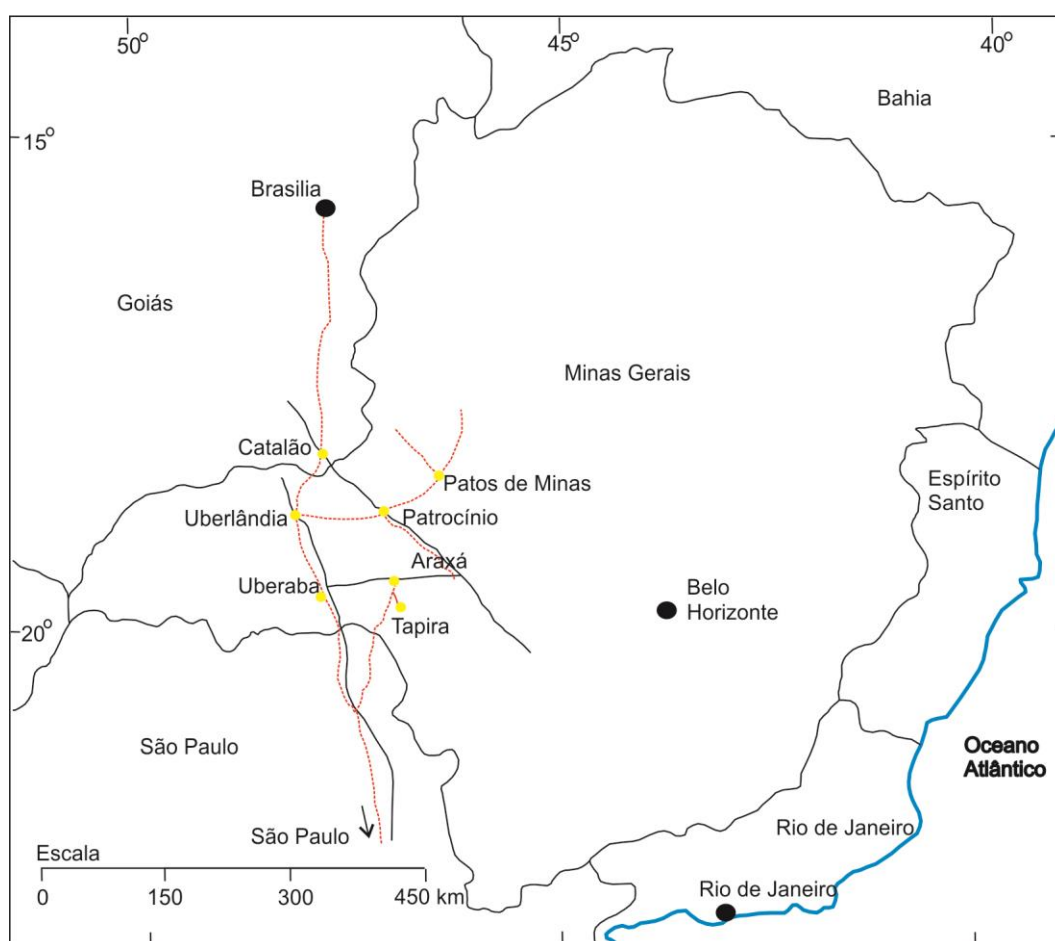 50°
45°
40°
Bahia
15°
Brasilia
Goiás
Minas Gerais
Catalão
Patos de Minas
Espírito
Santo
Uberlândia
Patrocínio
Araxá
Uberaba
Belo
Horizonte
Tapira
20°
São Paulo
Oceano
Atlântico
São Paulo
Rio de Janeiro
Escala
0 150 300 450 km
Rio de Janeiro